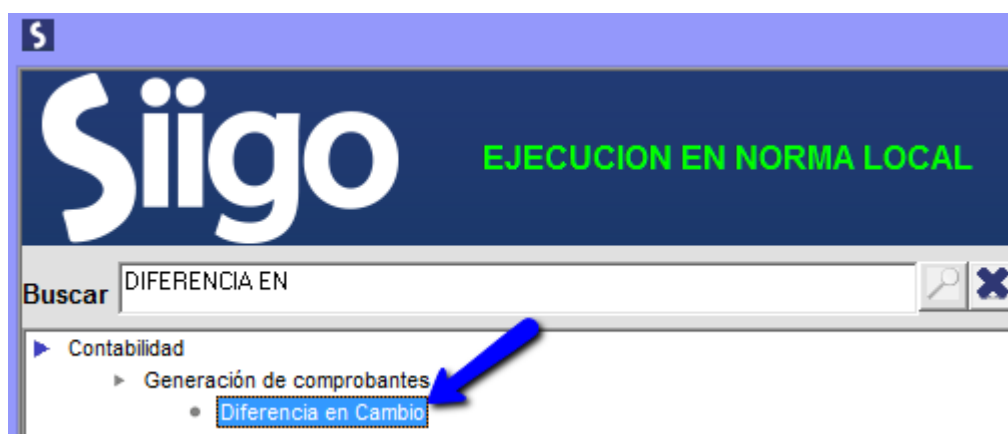 S
Siigo
EJECUCION EN NORMA LOCAL
Buscar DIFERENCIA EN
Contabilidad
Generación de comprobantes
Diferencia en Cambio